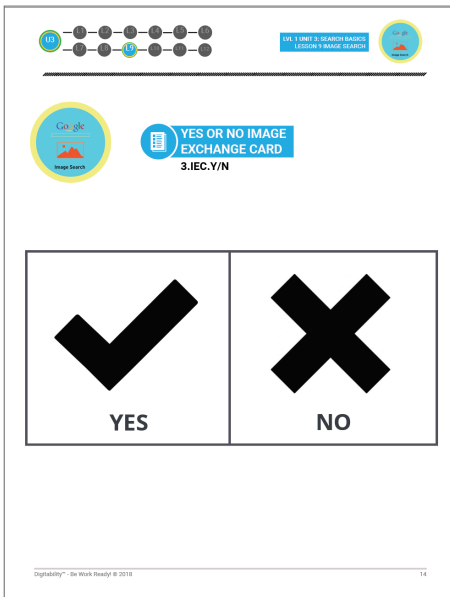 U3
L1 L2 L3 L4 L5 L6
L7 L8 L9 L10 L11 L12
LVL 1 UNIT 3: SEARCH BASICS
LESSON 9 IMAGE SEARCH
Google
Image Search
Google
Image Search
YES OR NO IMAGE
EXCHANGE CARD
3.IEC.Y/N
YES
NO
Digitability™ - Be Work Ready! © 2018
14